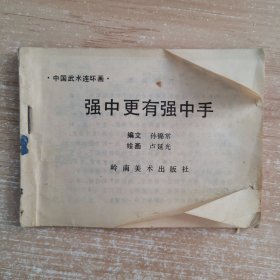 ·中国武术连环画·
强中更有强中手
编文 孙锡常
绘画 卢延光
岭南美术出版社